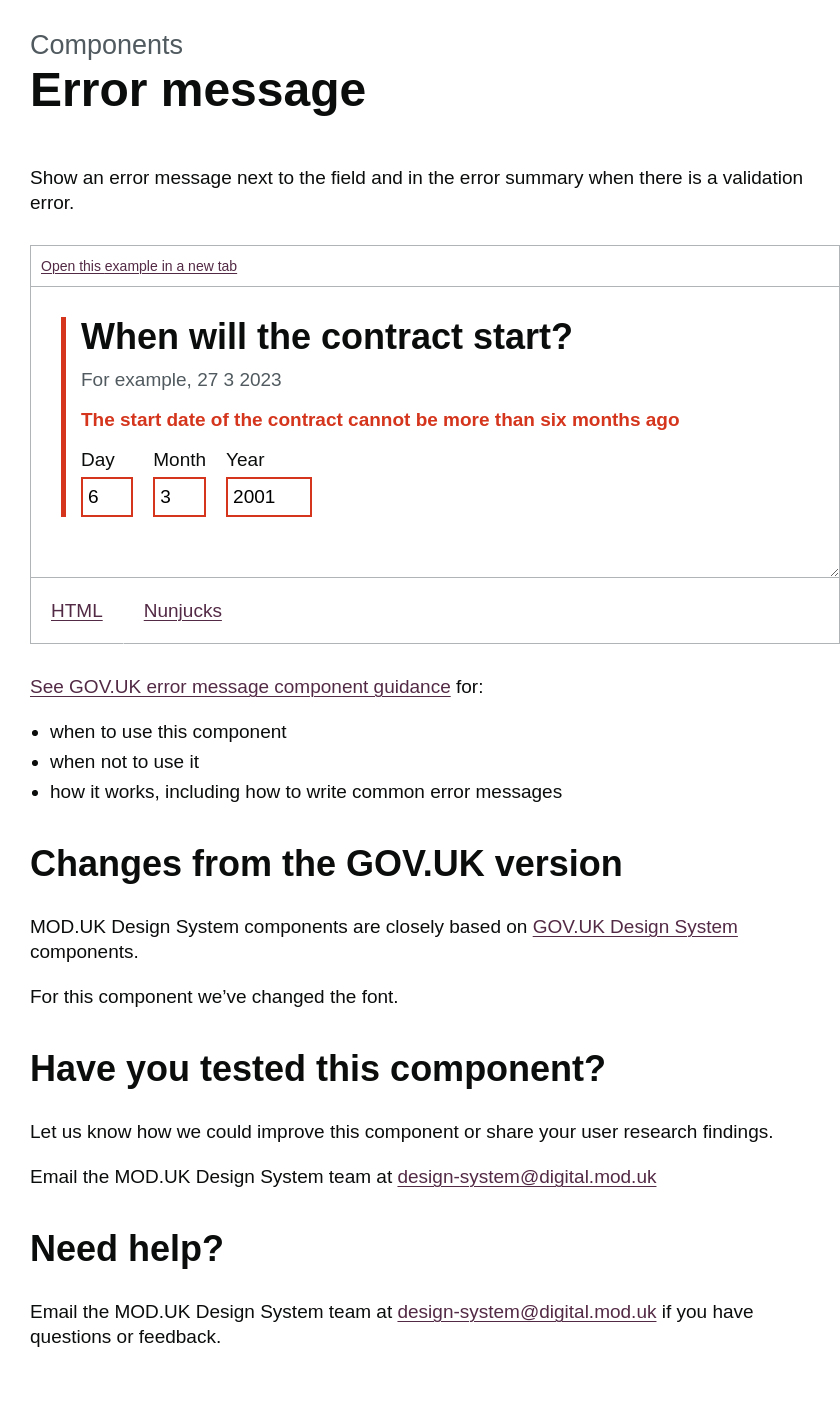 Components
Error message
Show an error message next to the field and in the error summary when there is a validation
error.
Open this example in a new tab
When will the contract start?
For example, 27 3 2023
The start date of the contract cannot be more than six months ago
Day Month Year
6 3 2001
HTML Nunjucks
See GOV.UK error message component guidance for:
• when to use this component
• when not to use it
• how it works, including how to write common error messages
Changes from the GOV.UK version
MOD.UK Design System components are closely based on GOV.UK Design System
components.
For this component we’ve changed the font.
Have you tested this component?
Let us know how we could improve this component or share your user research findings.
Email the MOD.UK Design System team at design-system@digital.mod.uk
Need help?
Email the MOD.UK Design System team at design-system@digital.mod.uk if you have
questions or feedback.